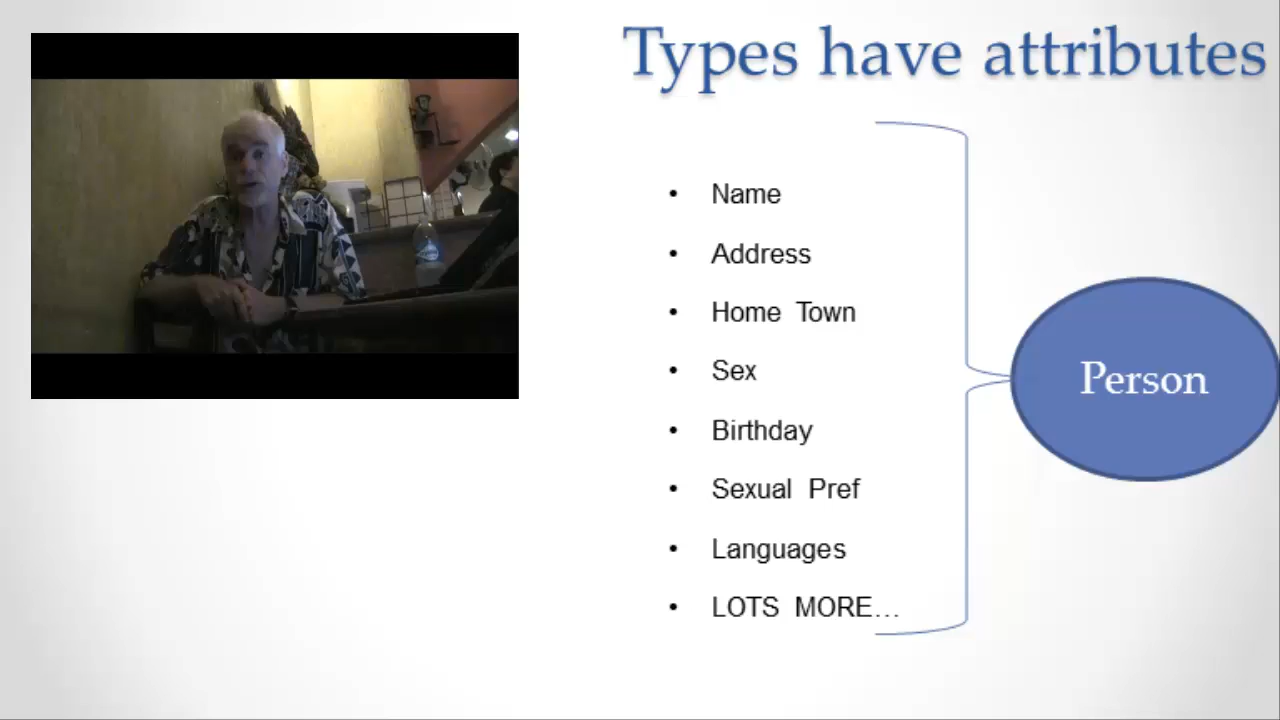 Types have attributes
• Name
• Address
• Home Town
• Sex
• Birthday
• Sexual Pref
• Languages
• LOTS MORE...
Person